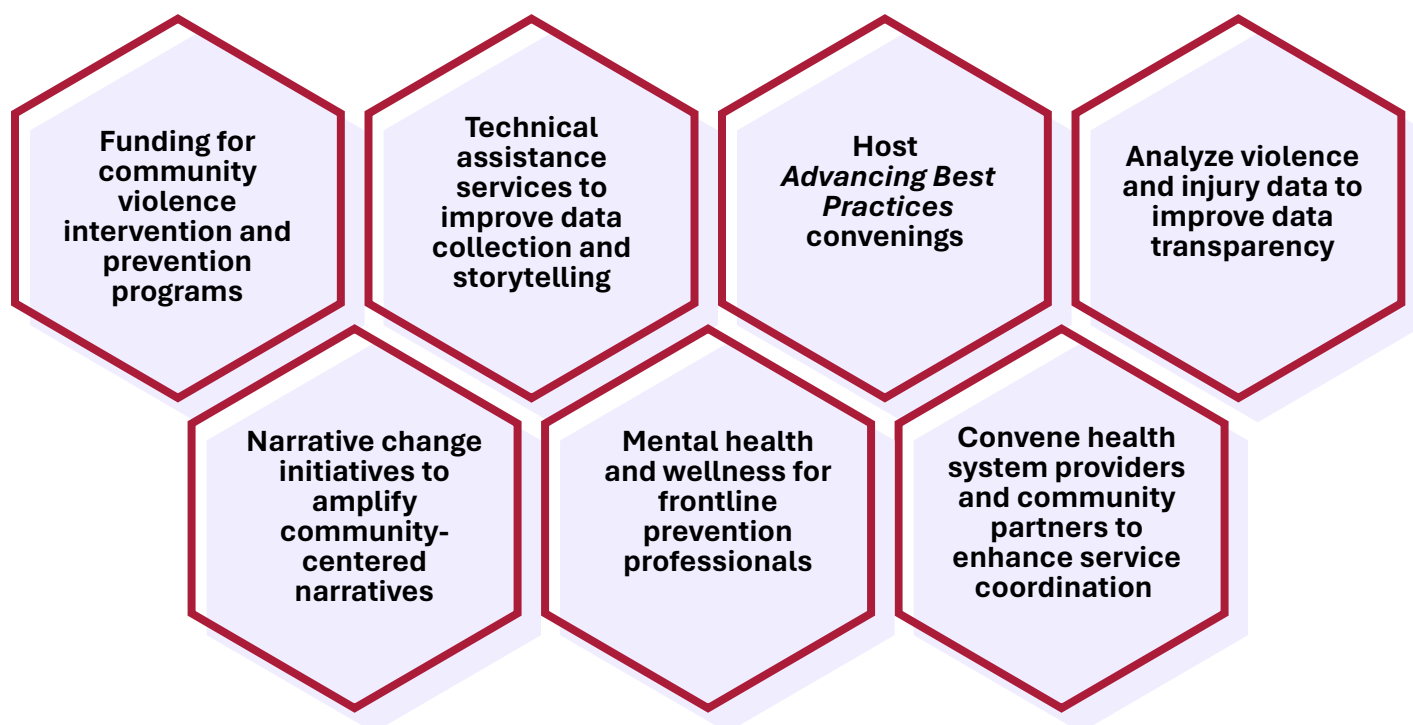 Funding for
community
violence
intervention and
prevention
programs
Technical
assistance
services to
improve data
collection and
storytelling
Host
Advancing Best
Practices
convenings
Analyze violence
and injury data to
improve data
transparency
Narrative change
initiatives to
amplify
community-
centered
narratives
Mental health
and wellness for
frontline
prevention
professionals
Convene health
system providers
and community
partners to
enhance service
coordination